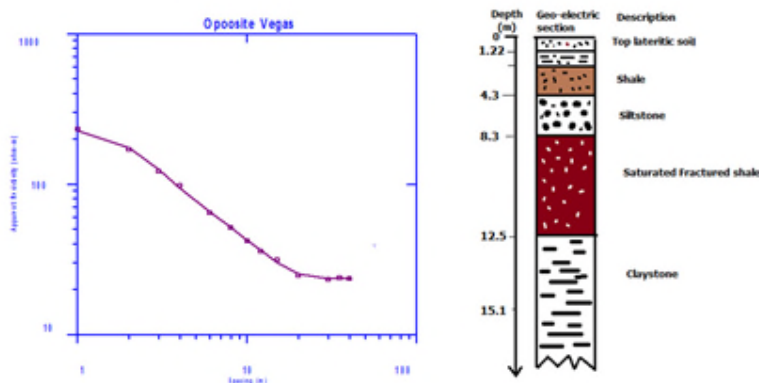 Opposite Vegas
1000
100
10
1
10
100
Depth
(m)
Geo-electric
section
Description
0
Top lateritic soil
1.22
Shale
4.3
Siltstone
8.3
Saturated Fractured shale
12.5
Claystone
15.1